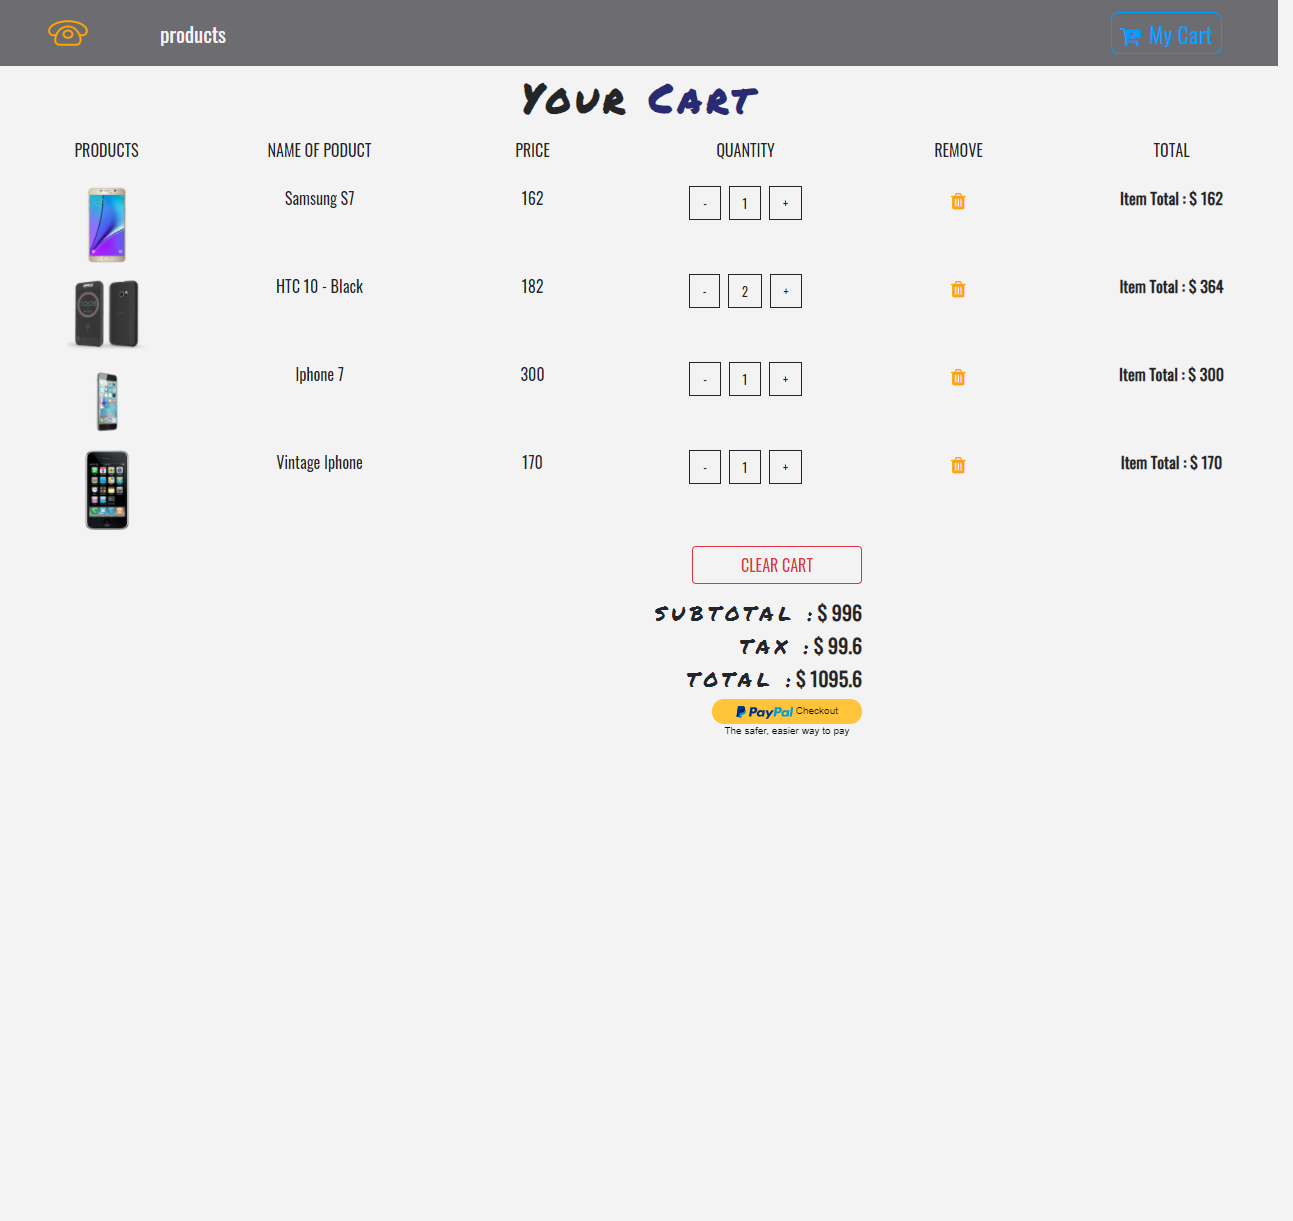 products
My Cart
Your Cart
PRODUCTS NAME OF PODUCT PRICE QUANTITY REMOVE TOTAL
Samsung S7 162 - 1 + Item Total : $ 162
HTC 10 - Black 182 - 2 + Item Total : $ 364
Iphone 7 300 - 1 + Item Total : $ 300
Vintage Iphone 170 - 1 + Item Total : $ 170
CLEAR CART
SUBTOTAL : $ 996
TAX : $ 99.6
TOTAL : $ 1095.6
PayPal Checkout
The safer, easier way to pay